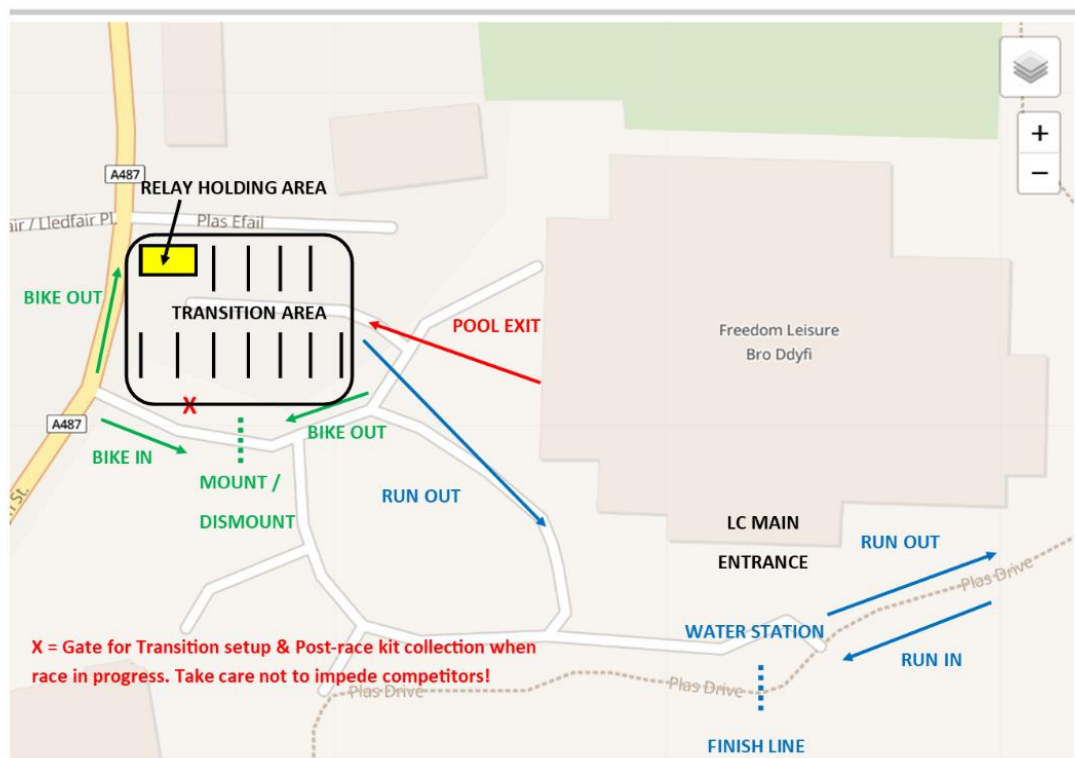 A487
RELAY HOLDING AREA
air / Lledfair Pl.
Plas Efail
BIKE OUT
TRANSITION AREA
POOL EXIT
Freedom Leisure
Bro Ddyfi
X
A487
BIKE OUT
BIKE IN
MOUNT /
DISMOUNT
RUN OUT
n St.
LC MAIN
ENTRANCE
RUN OUT
Plas Drive
WATER STATION
RUN IN
X = Gate for Transition setup & Post-race kit collection when
race in progress. Take care not to impede competitors!
Plas Drive
Plas Drive
FINISH LINE
+
−